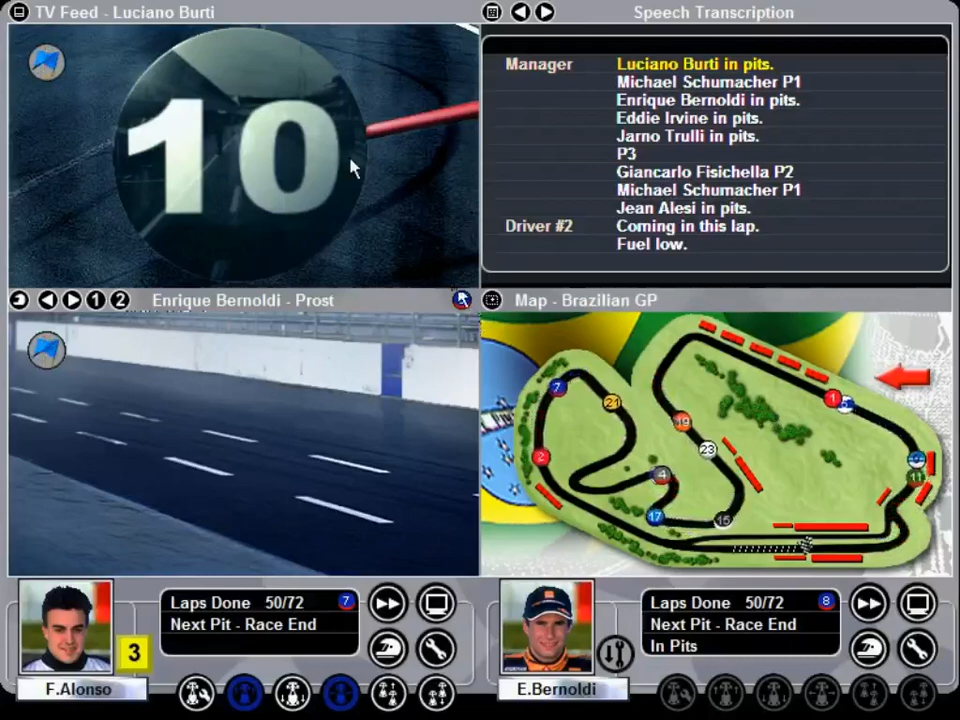 TV Feed - Luciano Burti
10
Speech Transcription
Manager Luciano Burti in pits.
Michael Schumacher P1
Enrique Bernoldi in pits.
Eddie Irvine in pits.
Jarno Trulli in pits.
P3
Giancarlo Fisichella P2
Michael Schumacher P1
Jean Alesi in pits.
Driver #2 Coming in this lap.
Fuel low.
1 2 Enrique Bernoldi - Prost
Map - Brazilian GP
1
7
21
23
2
11
17
Laps Done 50/72 7
Next Pit - Race End
3
F.Alonso
Laps Done 50/72 8
Next Pit - Race End
In Pits
E.Bernoldi